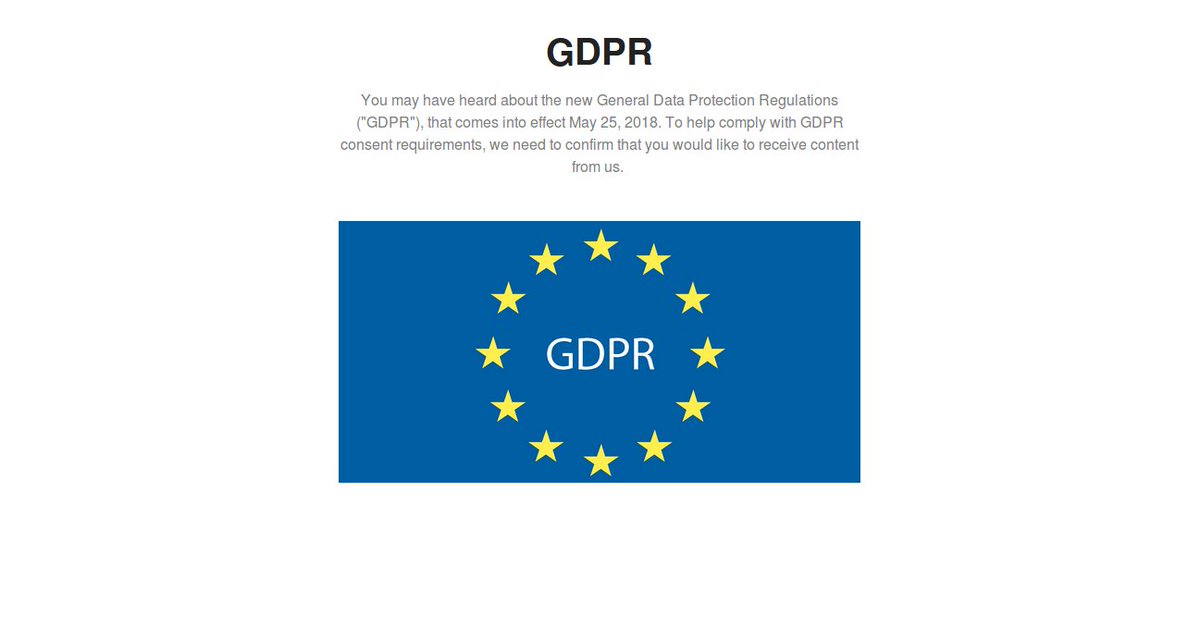 GDPR
You may have heard about the new General Data Protection Regulations
("GDPR"), that comes into effect May 25, 2018. To help comply with GDPR
consent requirements, we need to confirm that you would like to receive content
from us.
GDPR